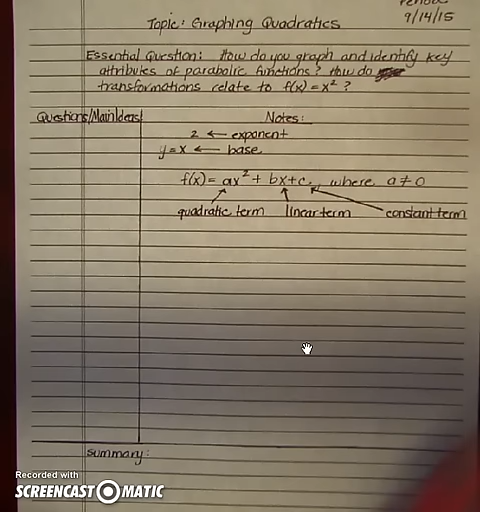 Period
9/14/15
Topic: Graphing Quadratics
Essential Question: How do you graph and identify key
attributes of parabolic functions? How do
transformations relate to f(x) = x²?
Questions/Main Ideas
Notes:
2 ← exponent
y = x ← base
f(x) = ax² + bx + c, where a ≠ 0
quadratic term linear term constant term
summary:
Recorded with
SCREENCAST-O-MATIC